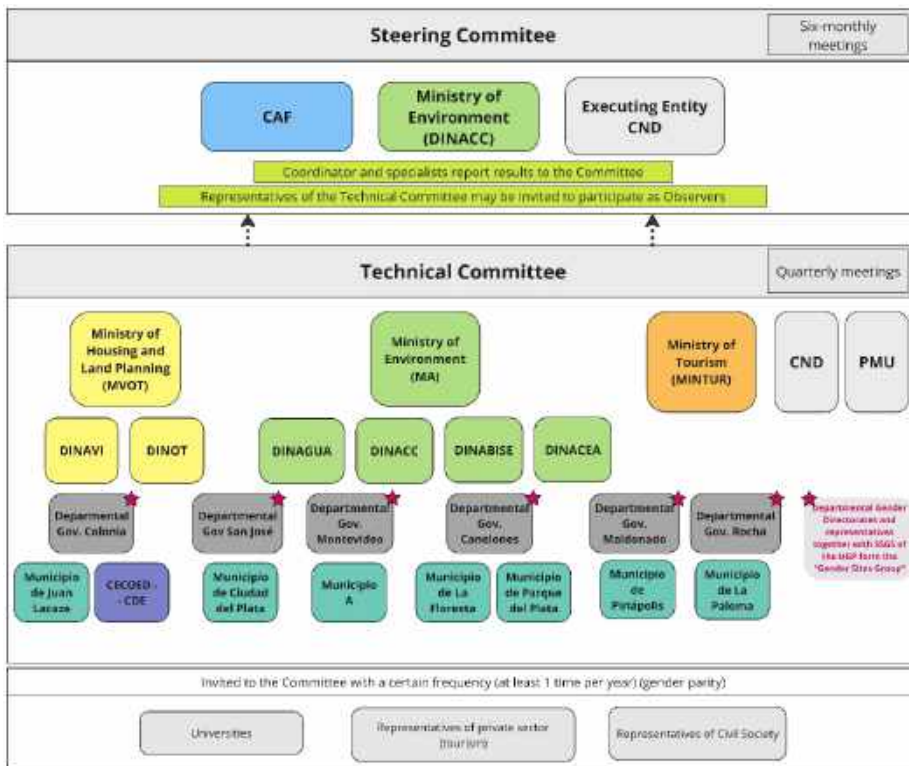 Steering Commitee
Six-monthly
meetings
CAF
Ministry of
Environment
(DINACC)
Executing Entity
CND
Coordinator and specialists report results to the Committee
Representatives of the Technical Committee may be invited to participate as Observers
Technical Committee
Quarterly meetings
Ministry of
Housing and
Land Planning
(MVOT)
Ministry of
Environment
(MA)
Ministry of
Tourism
(MINTUR)
CND
PMU
DINAVI
DINOT
DINAGUA
DINACC
DINABISE
DINACEA
Departmental
Gov. Colonia
Departmental
Gov San José
Departmental
Gov.
Montevideo
Departmental
Gov.
Canelones
Departmental
Gov.
Maldonado
Departmental
Gov. Rocha
Departmental Gender
Directorates and
representatives
together with SSGS of
the UGP form the
"Gender Sites Group"
Municipio
de Juan
Lacaze
CECOED -
- CDE
Municipio
de Ciudad
del Plata
Municipio
A
Municipio
de La
Floresta
Municipio
de Parque
del Plata
Municipio
de
Piriápolis
Municipio
de La
Paloma
Invited to the Committee with a certain frequency (at least 1 time per year) (gender parity)
Universities
Representatives of private sector
(tourism)
Representatives of Civil Society